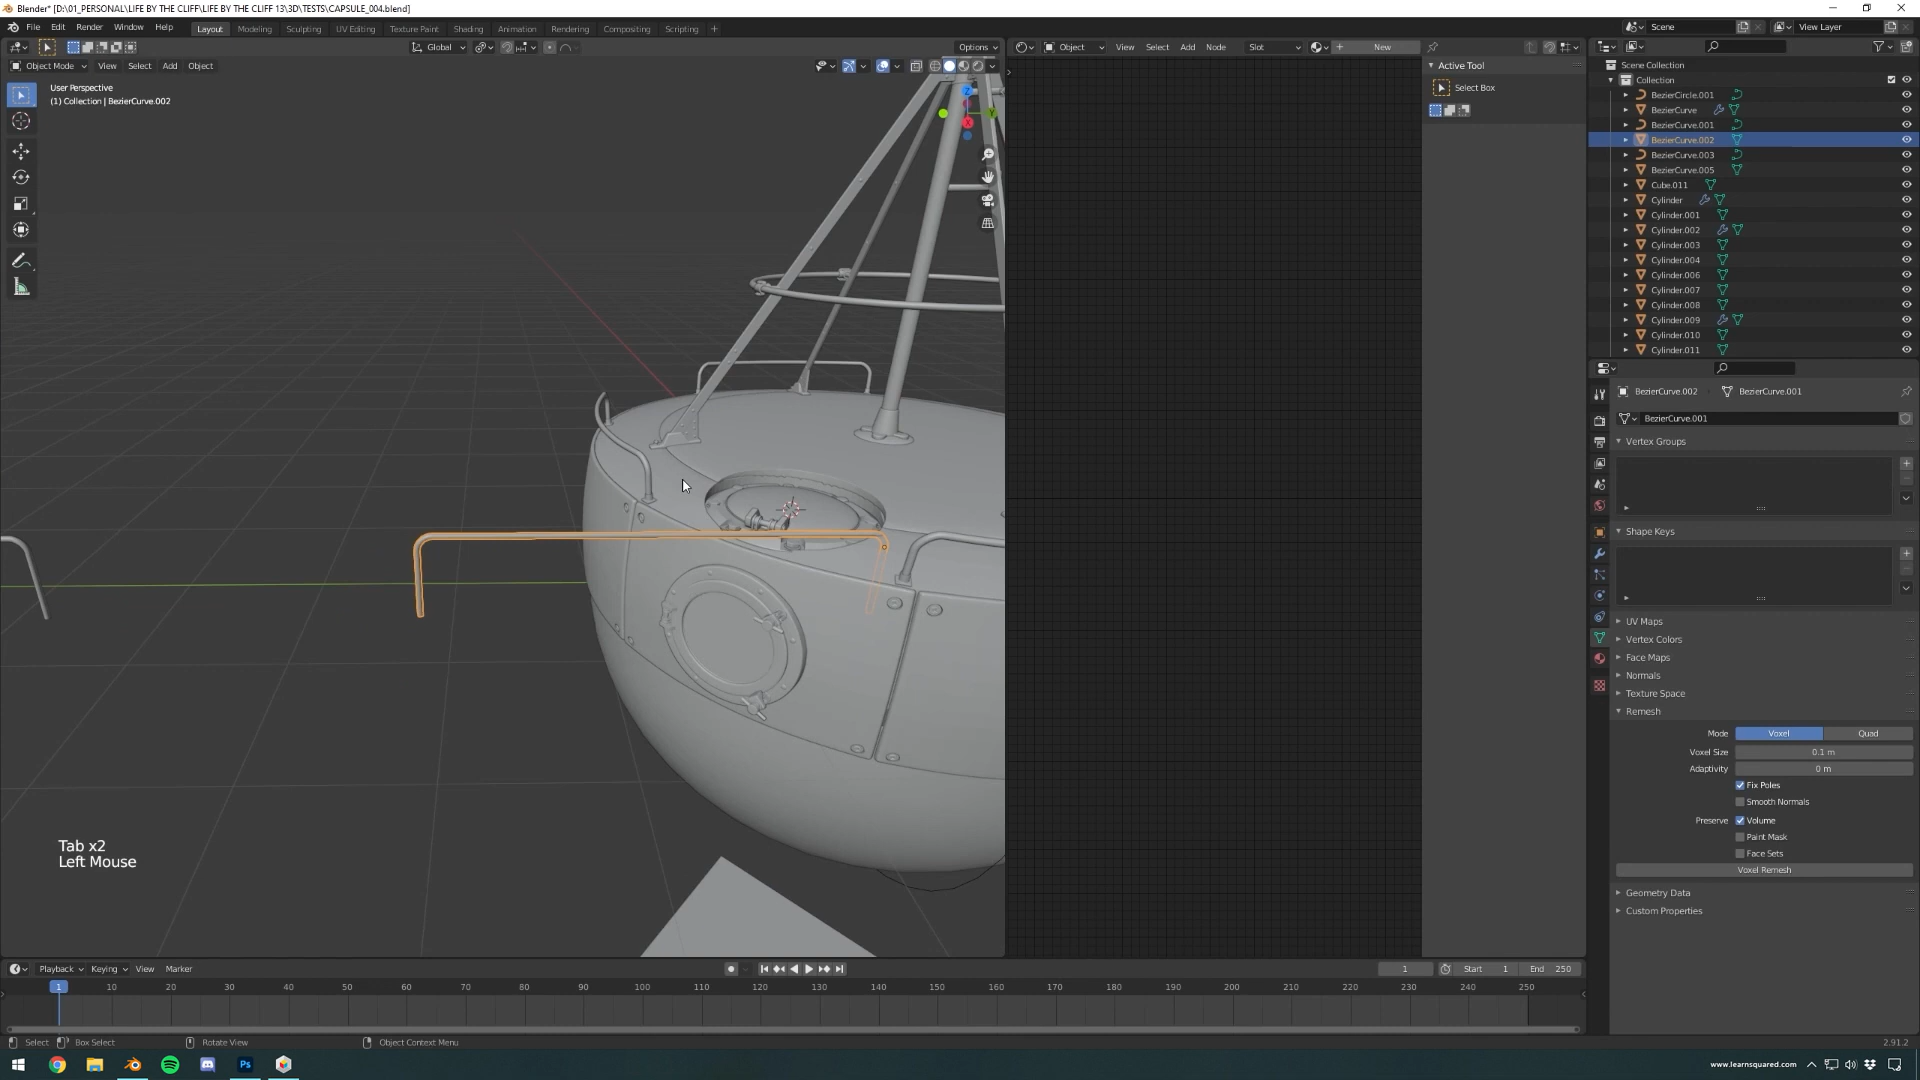 Blender* [D:\01_PERSONAL\LIFE BY THE CLIFF\LIFE BY THE CLIFF 13\3D\TESTS\CAPSULE_004.blend]
File Edit Render Window Help Layout Modeling Sculpting UV Editing Texture Paint Shading Animation Rendering Compositing Scripting + Scene View Layer
Global Options Object View Select Add Node Slot New
Object Mode View Select Add Object
User Perspective
(1) Collection | BezierCurve.002
Z
Y
X
Tab x2
Left Mouse
Active Tool
Select Box
Scene Collection
Collection
BezierCircle.001
BezierCurve
BezierCurve.001
BezierCurve.002
BezierCurve.003
BezierCurve.005
Cube.011
Cylinder
Cylinder.001
Cylinder.002
Cylinder.003
Cylinder.004
Cylinder.006
Cylinder.007
Cylinder.008
Cylinder.009
Cylinder.010
Cylinder.011
BezierCurve.002 BezierCurve.001
BezierCurve.001
Vertex Groups
Shape Keys
UV Maps
Vertex Colors
Face Maps
Normals
Texture Space
Remesh
Mode Voxel Quad
Voxel Size 0.1 m
Adaptivity 0 m
Fix Poles
Smooth Normals
Preserve Volume
Paint Mask
Face Sets
Voxel Remesh
Geometry Data
Custom Properties
Playback Keying View Marker 1 Start 1 End 250
1 10 20 30 40 50 60 70 80 90 100 110 120 130 140 150 160 170 180 190 200 210 220 230 240 250
Select Box Select Rotate View Object Context Menu 2.91.2
Ps www.learnsquared.com